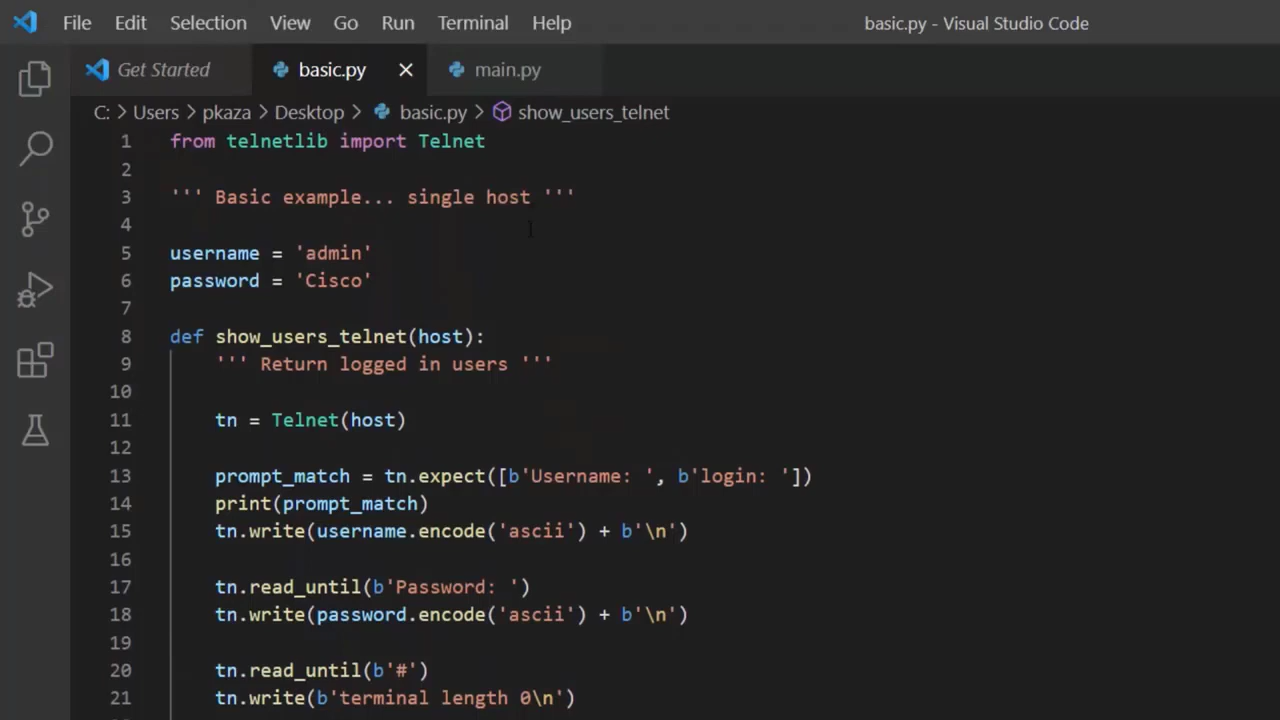 File Edit Selection View Go Run Terminal Help basic.py - Visual Studio Code
Get Started basic.py main.py
C: > Users > pkaza > Desktop > basic.py > show_users_telnet
1 from telnetlib import Telnet
2
3 ''' Basic example... single host '''
4
5 username = 'admin'
6 password = 'Cisco'
7
8 def show_users_telnet(host):
9 ''' Return logged in users '''
10
11 tn = Telnet(host)
12
13 prompt_match = tn.expect([b'Username: ', b'login: '])
14 print(prompt_match)
15 tn.write(username.encode('ascii') + b'\n')
16
17 tn.read_until(b'Password: ')
18 tn.write(password.encode('ascii') + b'\n')
19
20 tn.read_until(b'#')
21 tn.write(b'terminal length 0\n')